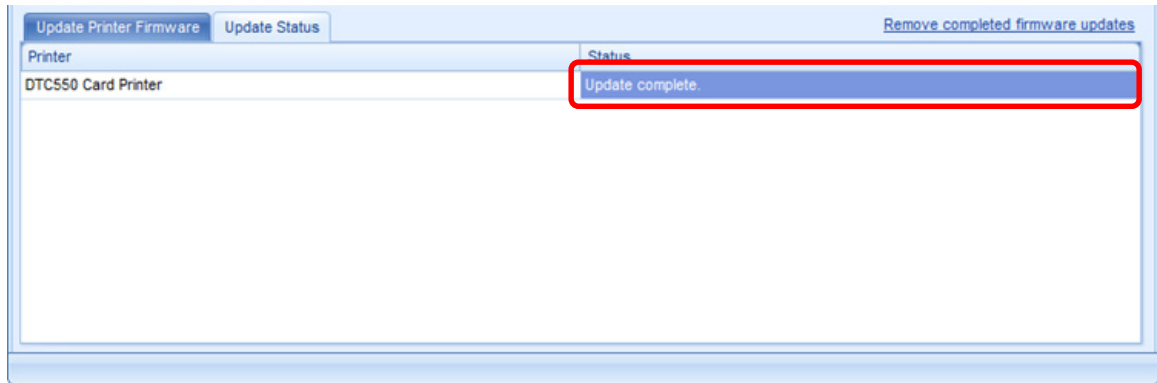 Update Printer Firmware Update Status Remove completed firmware updates
Printer Status
DTC550 Card Printer Update complete.